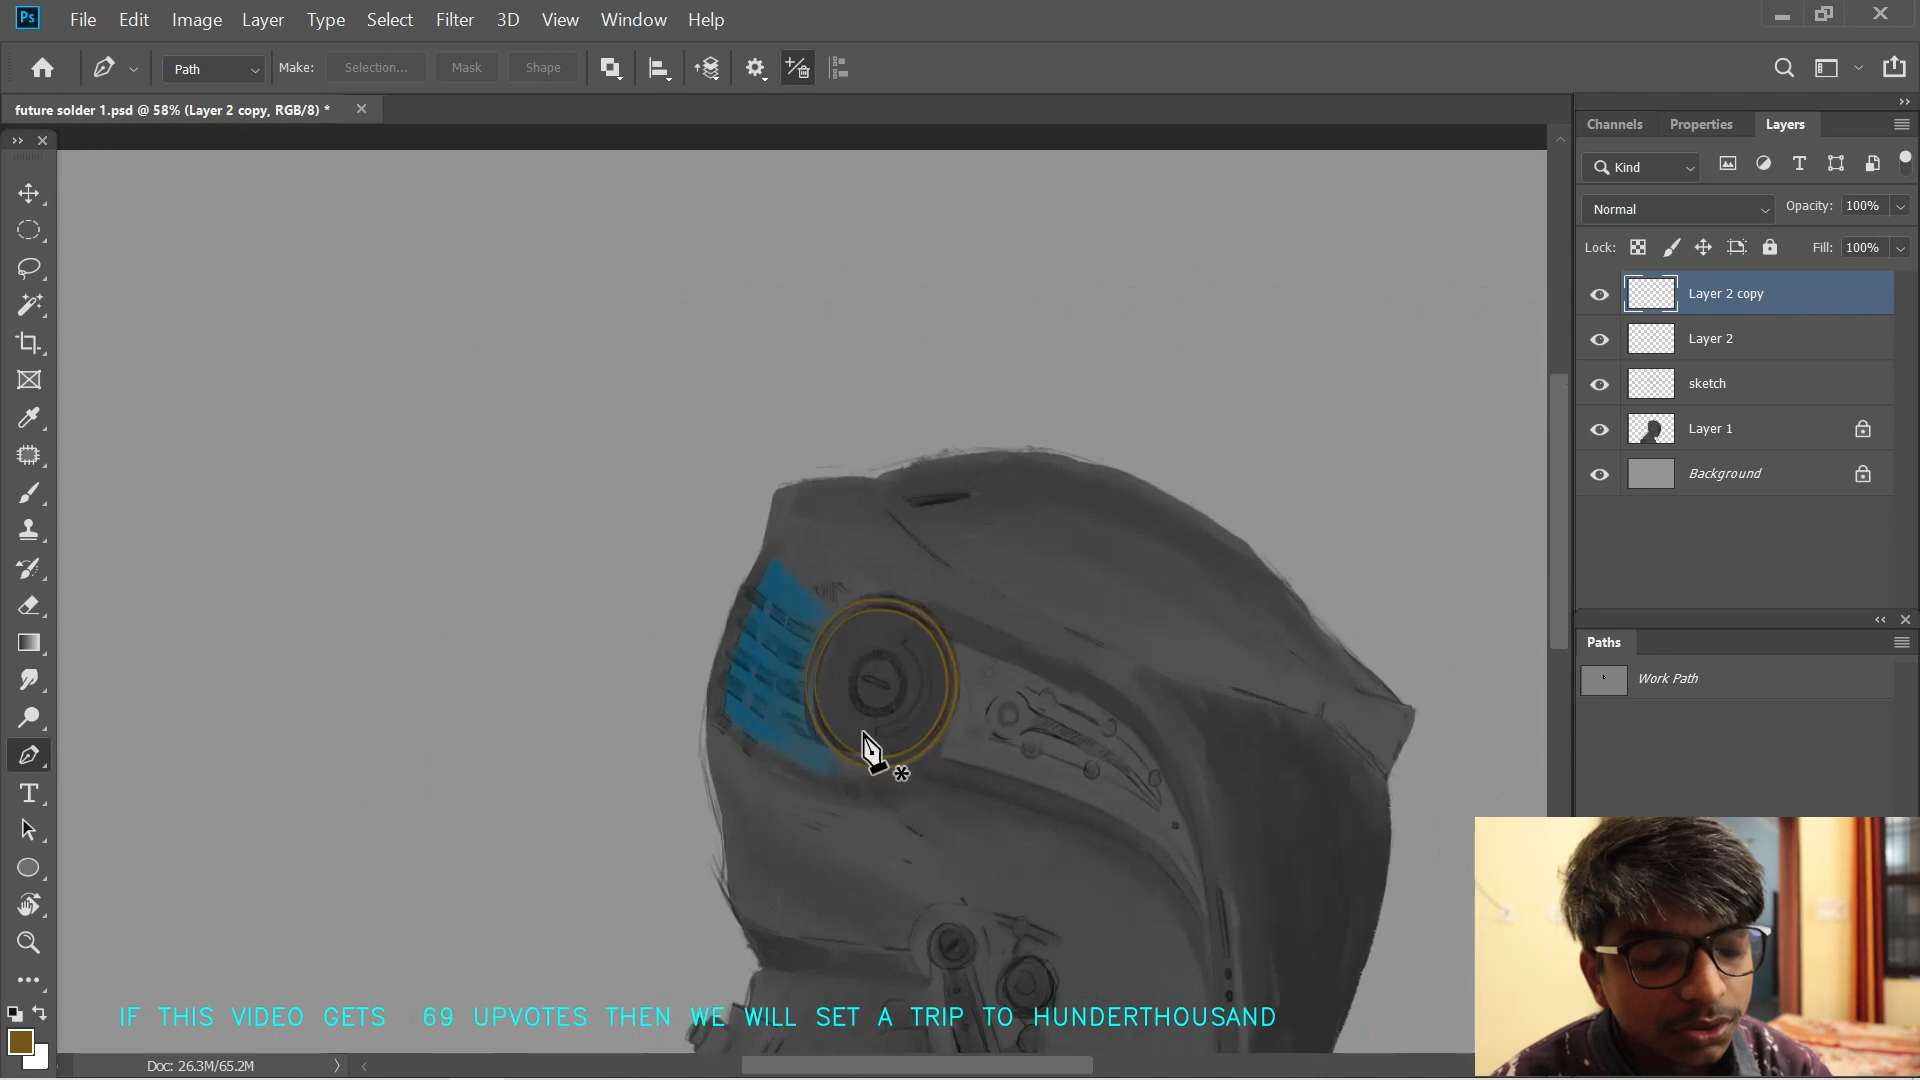 Ps File Edit Image Layer Type Select Filter 3D View Window Help
Path Make: Selection... Mask Shape
future solder 1.psd @ 58% (Layer 2 copy, RGB/8) *
Channels Properties Layers
Kind
Normal Opacity: 100%
Lock: Fill: 100%
Layer 2 copy
Layer 2
sketch
Layer 1
Background
Paths
Work Path
IF THIS VIDEO GETS 69 UPVOTES THEN WE WILL SET A TRIP TO HUNDERTHOUSAND
Doc: 26.3M/65.2M